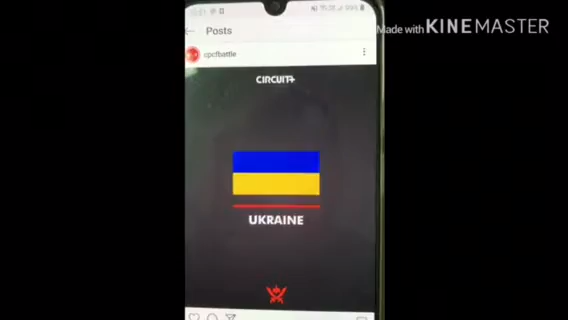 Posts
Made with KINEMASTER
cpcfbattle
CIRCUIT+
UKRAINE